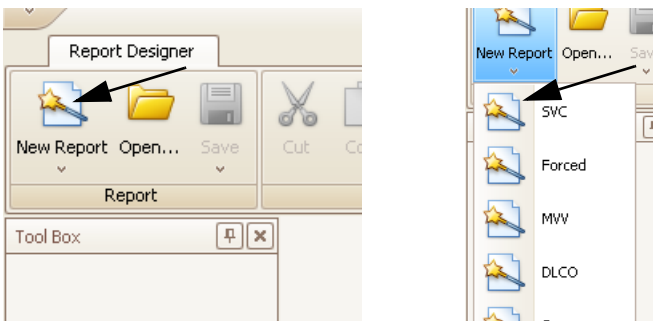 Report Designer
New Report Open... Save
Cut
Report
Tool Box
New Report Open...
SVC
Forced
MVV
DLCO